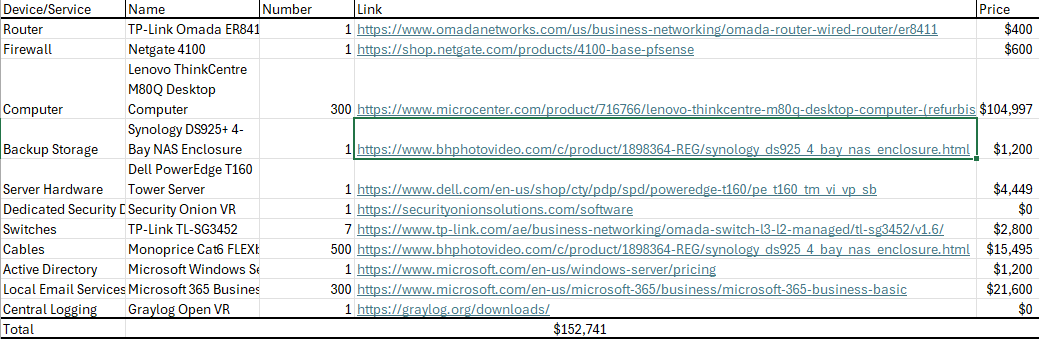 Device/Service Name Number Link Price
Router TP-Link Omada ER841 1 https://www.omadanetworks.com/us/business-networking/omada-router-wired-router/er8411 $400
Firewall Netgate 4100 1 https://shop.netgate.com/products/4100-base-pfsense $600
Lenovo ThinkCentre
M80Q Desktop
Computer Computer 300 https://www.microcenter.com/product/716766/lenovo-thinkcentre-m80q-desktop-computer-(refurbis $104,997
Synology DS925+ 4-
Backup Storage Bay NAS Enclosure 1 https://www.bhphotovideo.com/c/product/1898364-REG/synology_ds925_4_bay_nas_enclosure.html $1,200
Dell PowerEdge T160
Server Hardware Tower Server 1 https://www.dell.com/en-us/shop/cty/pdp/spd/poweredge-t160/pe_t160_tm_vi_vp_sb $4,449
Dedicated Security D Security Onion VR 1 https://securityonionsolutions.com/software $0
Switches TP-Link TL-SG3452 7 https://www.tp-link.com/ae/business-networking/omada-switch-l3-l2-managed/tl-sg3452/v1.6/ $2,800
Cables Monoprice Cat6 FLEXb 500 https://www.bhphotovideo.com/c/product/1898364-REG/synology_ds925_4_bay_nas_enclosure.html $15,495
Active Directory Microsoft Windows Se 1 https://www.microsoft.com/en-us/windows-server/pricing $1,200
Local Email Services Microsoft 365 Busines 300 https://www.microsoft.com/en-us/microsoft-365/business/microsoft-365-business-basic $21,600
Central Logging Graylog Open VR 1 https://graylog.org/downloads/ $0
Total $152,741